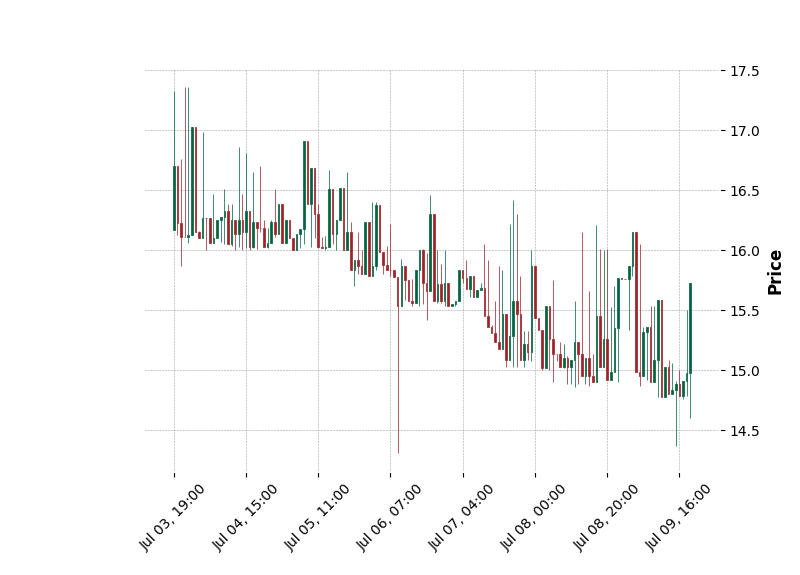 17.5
17.0
16.5
16.0
15.5
15.0
14.5
Price
Jul 03, 19:00
Jul 04, 15:00
Jul 05, 11:00
Jul 06, 07:00
Jul 07, 04:00
Jul 08, 00:00
Jul 08, 20:00
Jul 09, 16:00